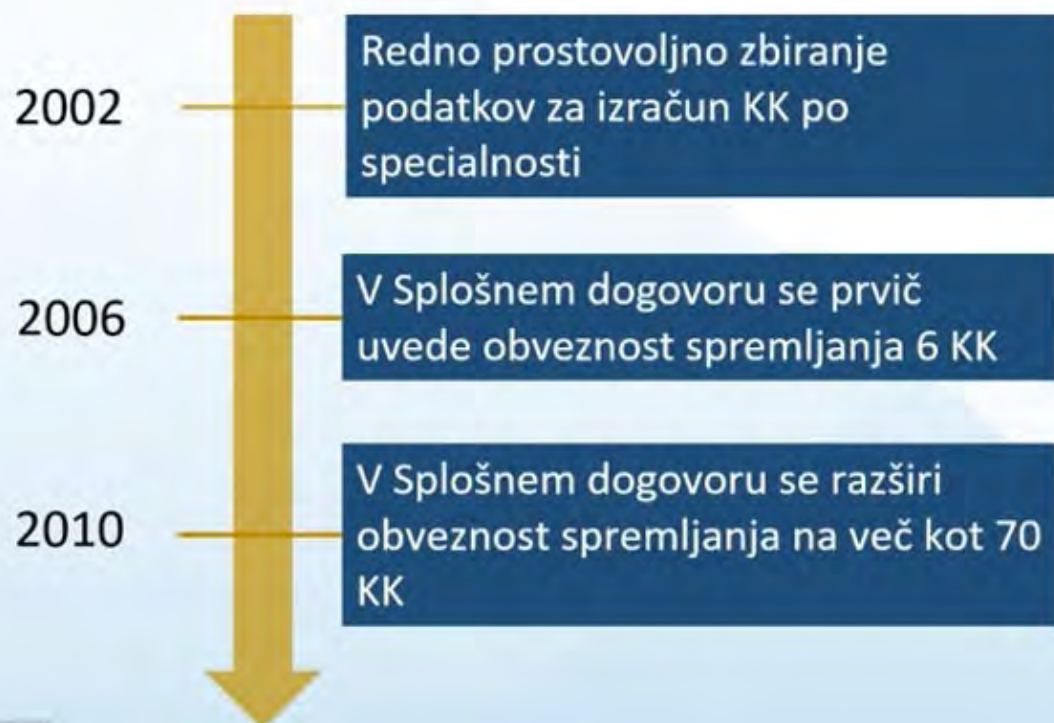 2002
Redno prostovoljno zbiranje
podatkov za izračun KK po
specialnosti
2006
V Splošnem dogovoru se prvič
uvede obveznost spremljanja 6 KK
2010
V Splošnem dogovoru se razširi
obveznost spremljanja na več kot 70
KK